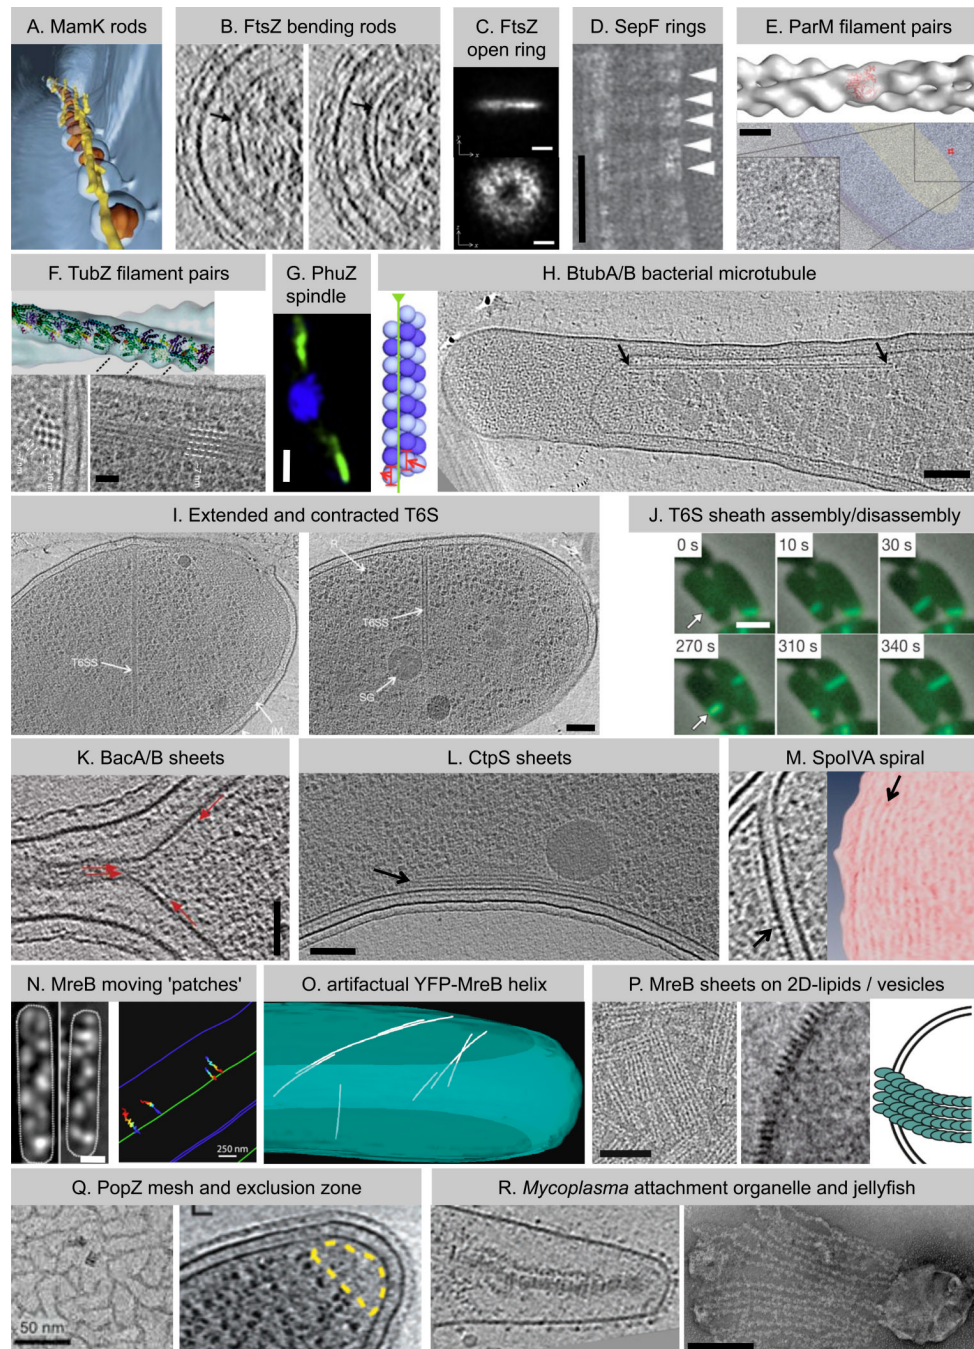 A. MamK rods
B. FtsZ bending rods
C. FtsZ
open ring
D. SepF rings
E. ParM filament pairs
F. TubZ filament pairs
G. PhuZ
spindle
H. BtubA/B bacterial microtubule
I. Extended and contracted T6S
T6SS
IM
R
T6SS
SG
J. T6S sheath assembly/disassembly
0 s
10 s
30 s
270 s
310 s
340 s
K. BacA/B sheets
L. CtpS sheets
M. SpoIVA spiral
N. MreB moving 'patches'
250 nm
O. artifactual YFP-MreB helix
P. MreB sheets on 2D-lipids / vesicles
Q. PopZ mesh and exclusion zone
50 nm
R. Mycoplasma attachment organelle and jellyfish